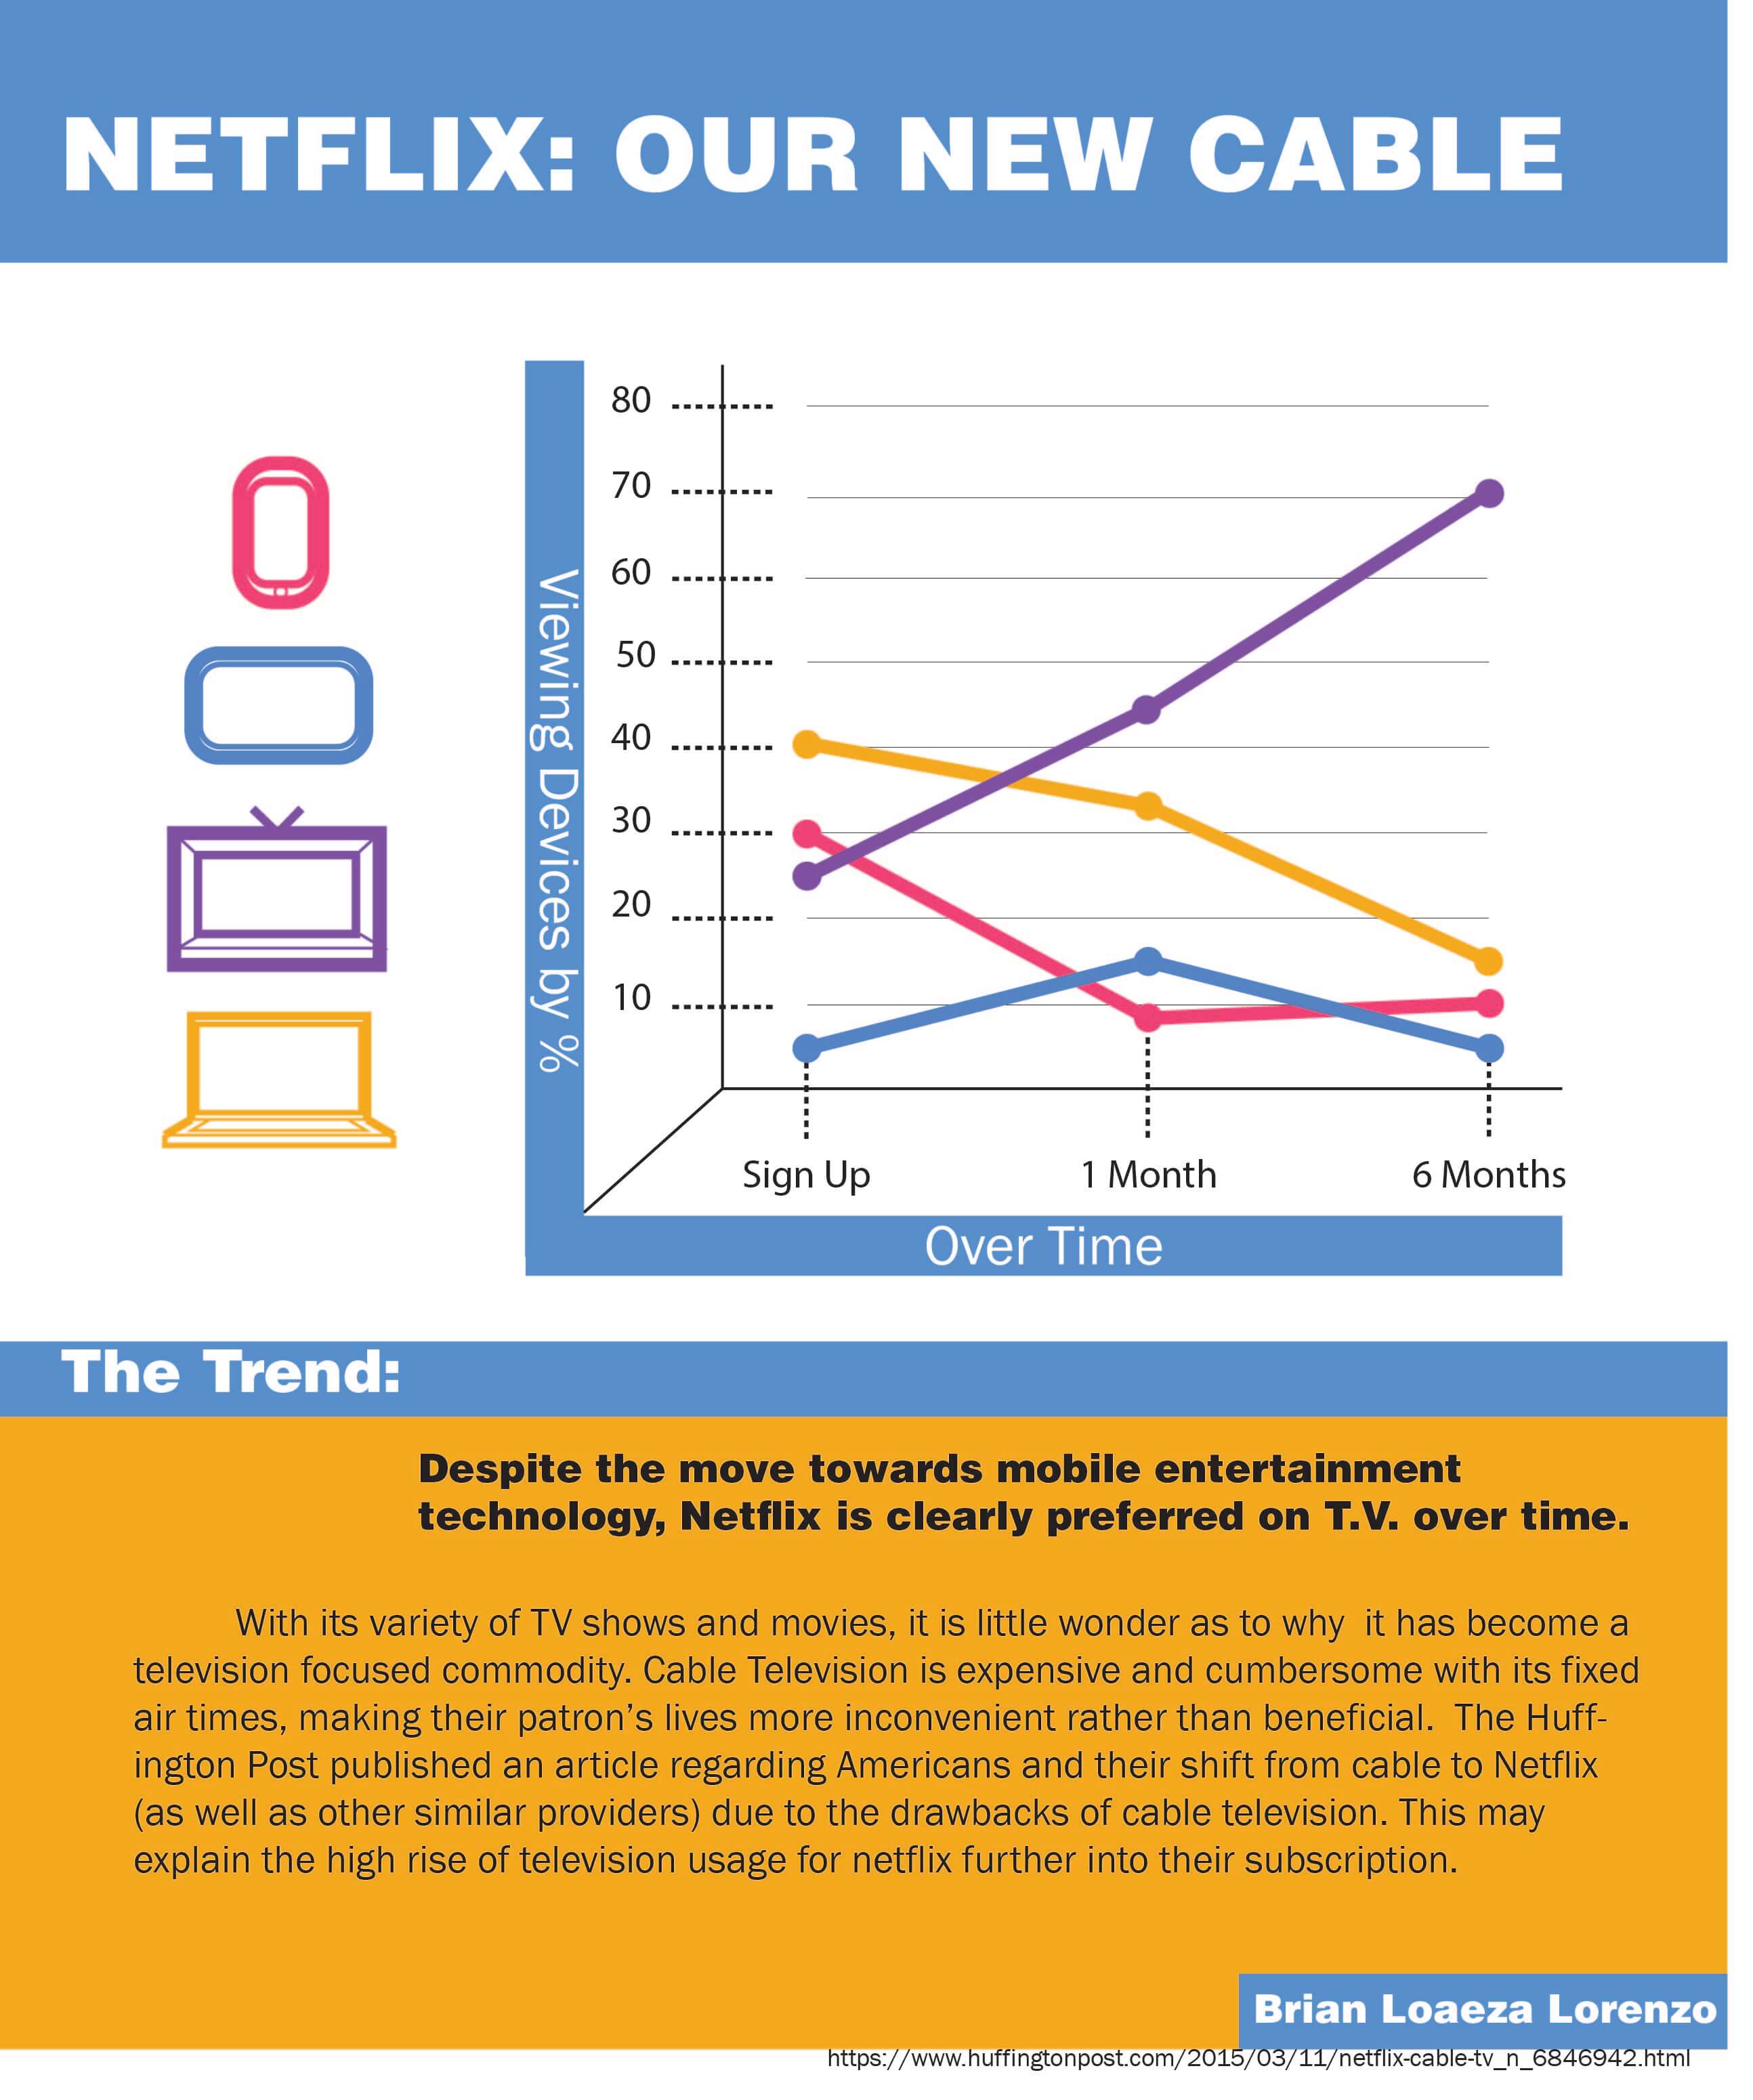 NETFLIX: OUR NEW CABLE
Viewing Devices by %
80
70
60
50
40
30
20
10
Sign Up 1 Month 6 Months
Over Time
The Trend:
Despite the move towards mobile entertainment
technology, Netflix is clearly preferred on T.V. over time.
With its variety of TV shows and movies, it is little wonder as to why  it has become a
television focused commodity. Cable Television is expensive and cumbersome with its fixed
air times, making their patron’s lives more inconvenient rather than beneficial.  The Huff-
ington Post published an article regarding Americans and their shift from cable to Netflix
(as well as other similar providers) due to the drawbacks of cable television. This may
explain the high rise of television usage for netflix further into their subscription.
Brian Loaeza Lorenzo
https://www.huffingtonpost.com/2015/03/11/netflix-cable-tv_n_6846942.html